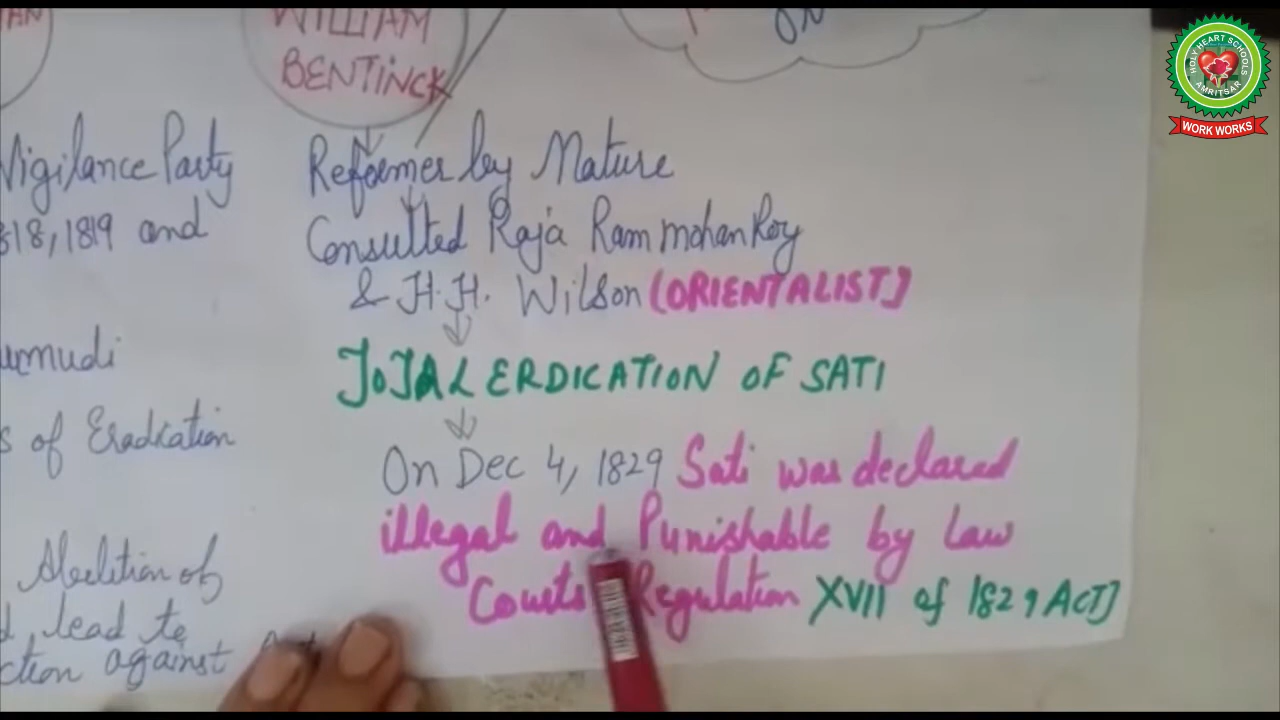 WILLIAM
BENTINCK
ON
Vigilance Party
818, 1819 and
urmudi
s of Eradication
Abolition of
d, lead to
ction against
Reformer by Nature
Consulted Raja Rammohan Roy
& H.H. Wilson (ORIENTALIST)
TOTAL ERDICATION OF SATI
On Dec 4, 1829 Sati was declared
illegal and Punishable by Law
Courts Regulation XVII of 1829 ACT]
HOLY HEART SCHOOLS
AMRITSAR
WORK WORKS